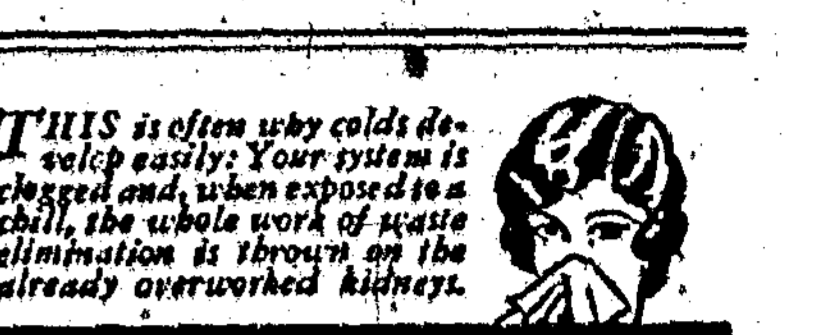 THIS is often why colds de-
velop easily: Your system is
clogged and, when exposed to a
chill, the whole work of waste
elimination is thrown on the
already overworked kidneys.